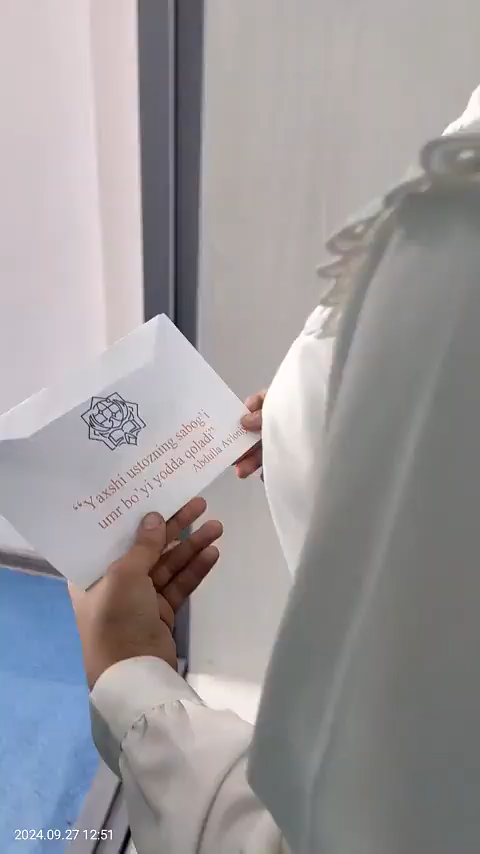 “Yaxshi ustozning sabog'i
umr bo'yi yodda qoladi”
Abdulla Avloniy
2024.09.27 12:51